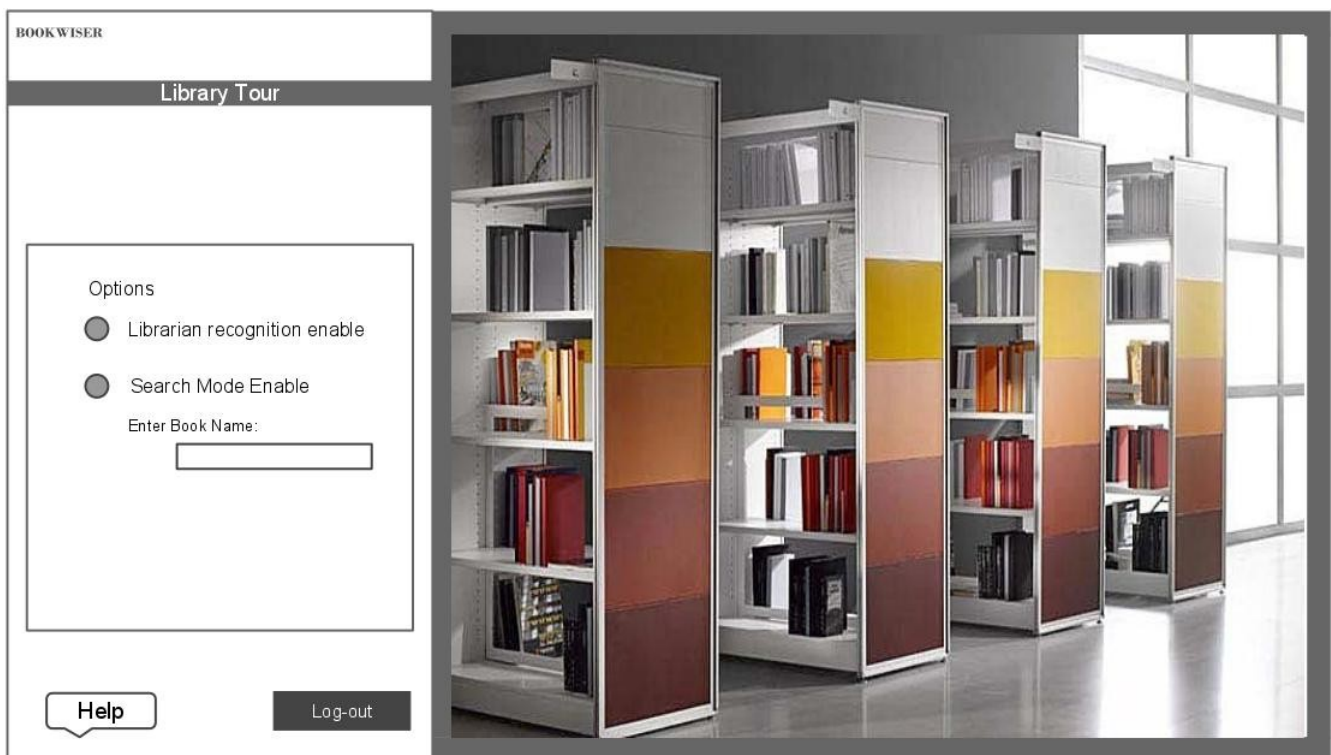 BOOKWISER
Library Tour
Options
Librarian recognition enable
Search Mode Enable
Enter Book Name:
Help
Log-out